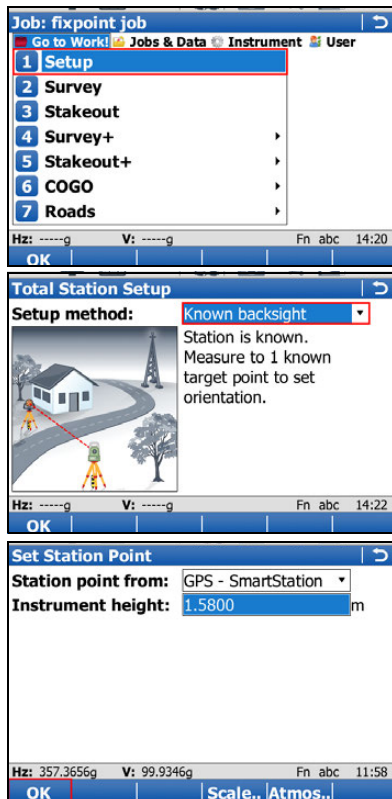 Job: fixpoint job
Go to Work! Jobs & Data Instrument User
1 Setup
2 Survey
3 Stakeout
4 Survey+
5 Stakeout+
6 COGO
7 Roads
Hz: -----g V: -----g Fn abc 14:20
OK
Total Station Setup
Setup method: Known backsight
Station is known.
Measure to 1 known
target point to set
orientation.
Hz: -----g V: -----g Fn abc 14:22
OK
Set Station Point
Station point from: GPS - SmartStation
Instrument height: 1.5800 m
Hz: 357.3656g V: 99.9346g Fn abc 11:58
OK Scale.. Atmos..